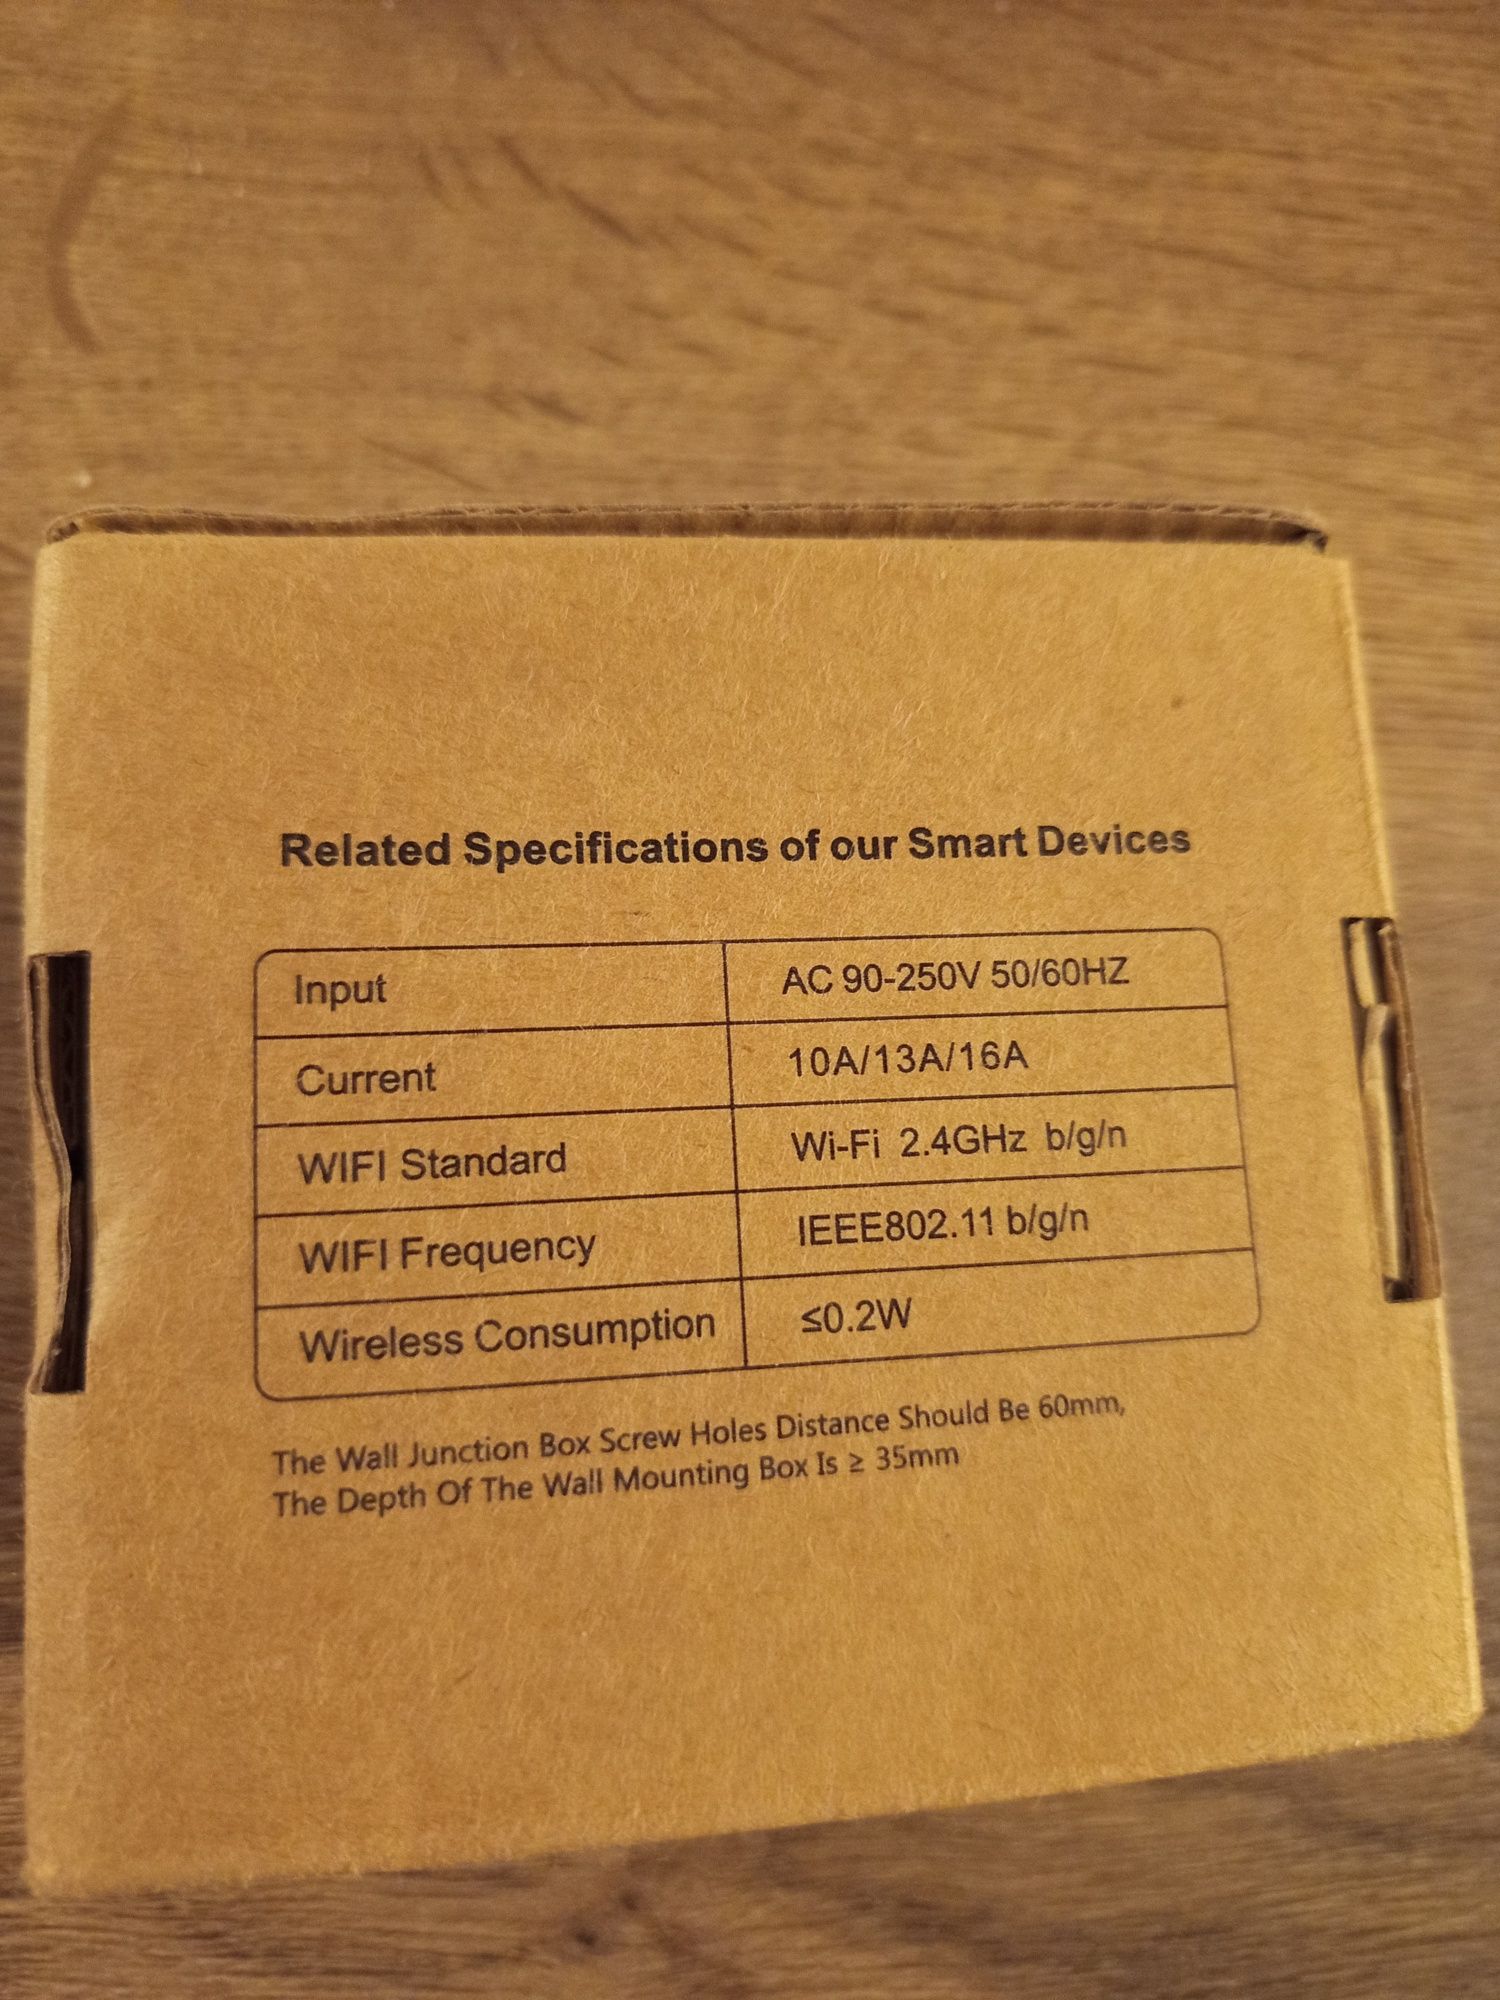 Related Specifications of our Smart Devices
Input AC 90-250V 50/60HZ
Current 10A/13A/16A
WIFI Standard Wi-Fi 2.4GHz b/g/n
WIFI Frequency IEEE802.11 b/g/n
Wireless Consumption ≤0.2W
The Wall Junction Box Screw Holes Distance Should Be 60mm,
The Depth Of The Wall Mounting Box Is ≥ 35mm